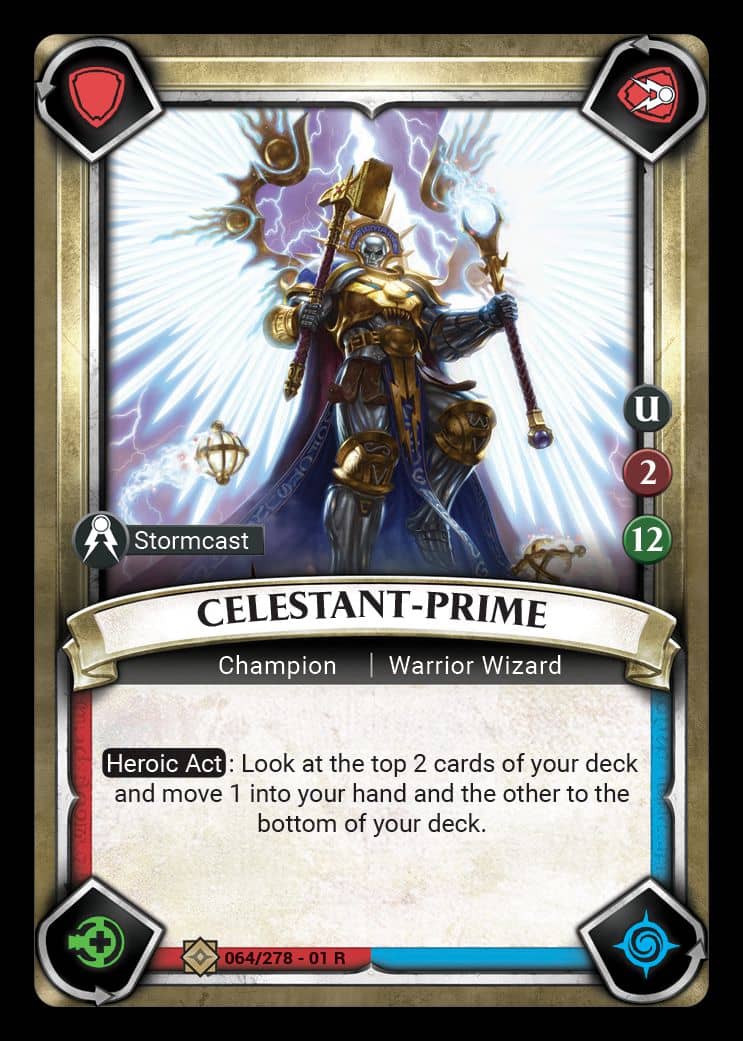 U
2
12
Stormcast
CELESTANT-PRIME
Champion | Warrior Wizard
Heroic Act: Look at the top 2 cards of your deck
and move 1 into your hand and the other to the
bottom of your deck.
064/278 - 01 R